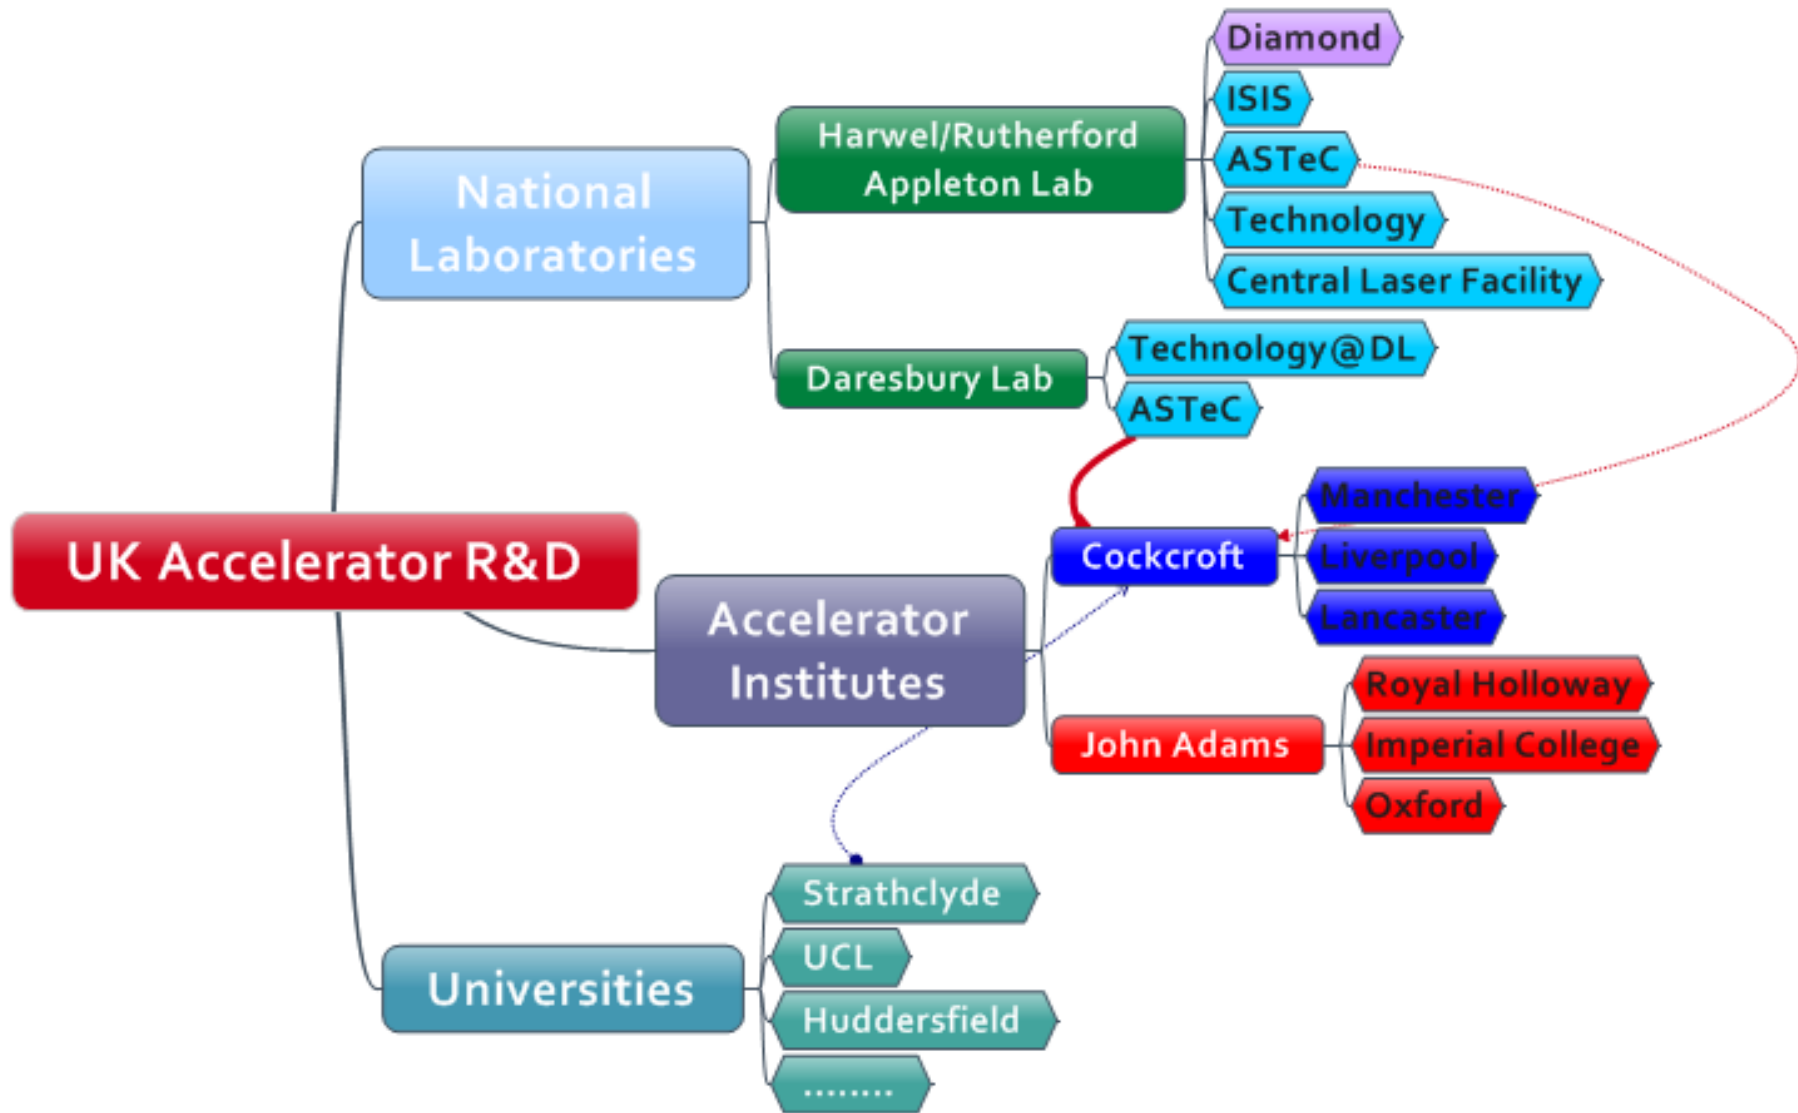 UK Accelerator R&D
National
Laboratories
Harwel/Rutherford
Appleton Lab
Diamond
ISIS
ASTeC
Technology
Central Laser Facility
Daresbury Lab
Technology@DL
ASTeC
Accelerator
Institutes
Cockcroft
Manchester
Liverpool
Lancaster
John Adams
Royal Holloway
Imperial College
Oxford
Universities
Strathclyde
UCL
Huddersfield
........